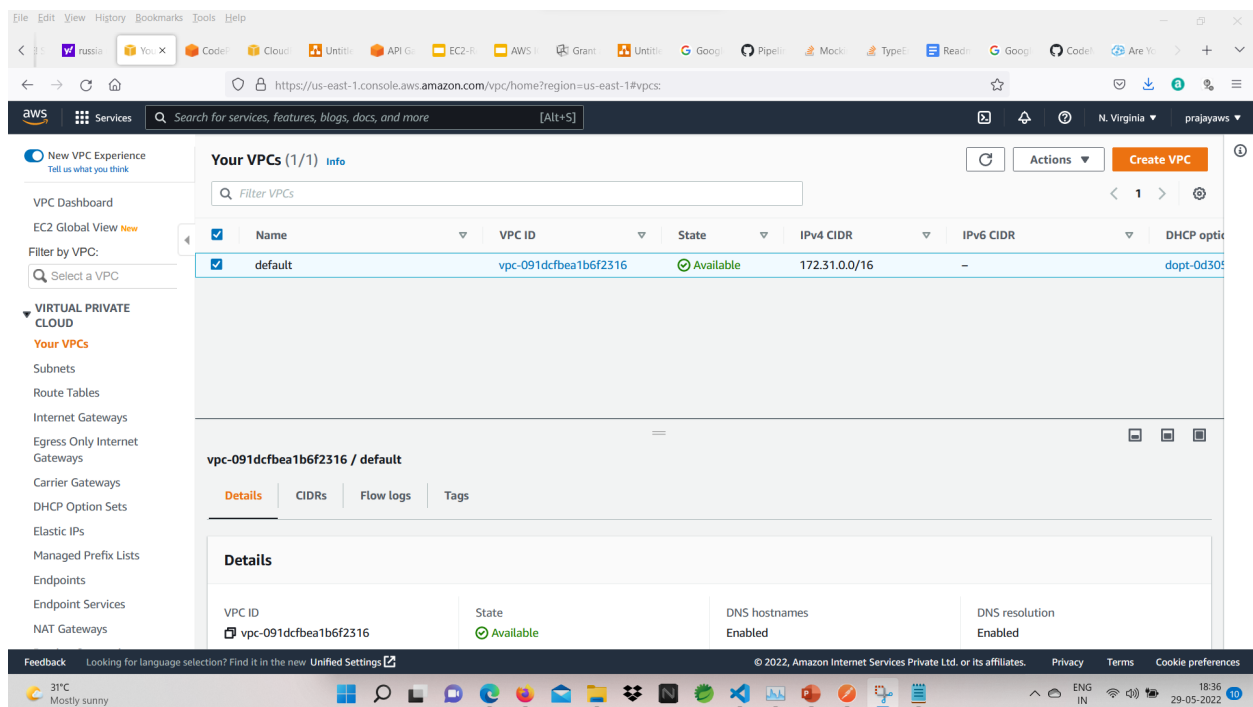 File Edit View History Bookmarks Tools Help
russia You CodeP Cloud Untitle API Ga EC2-R AWS Grant Untitle Goog Pipeli Mock TypeE Readm Goog Are Yo
https://us-east-1.console.aws.amazon.com/vpc/home?region=us-east-1#vpcs:
aws Services Search for services, features, blogs, docs, and more [Alt+S] N. Virginia prajayaws
New VPC Experience
Tell us what you think
VPC Dashboard
EC2 Global View New
Filter by VPC:
Select a VPC
VIRTUAL PRIVATE
CLOUD
Your VPCs
Subnets
Route Tables
Internet Gateways
Egress Only Internet
Gateways
Carrier Gateways
DHCP Option Sets
Elastic IPs
Managed Prefix Lists
Endpoints
Endpoint Services
NAT Gateways
Your VPCs (1/1) Info
Actions Create VPC
Filter VPCs
1
Name VPC ID State IPv4 CIDR IPv6 CIDR DHCP optic
default vpc-091dcfbea1b6f2316 Available 172.31.0.0/16 – dopt-0d305
vpc-091dcfbea1b6f2316 / default
Details CIDRs Flow logs Tags
Details
VPC ID State DNS hostnames DNS resolution
vpc-091dcfbea1b6f2316 Available Enabled Enabled
Feedback Looking for language selection? Find it in the new Unified Settings © 2022, Amazon Internet Services Private Ltd. or its affiliates. Privacy Terms Cookie preferences
31°C
Mostly sunny
ENG
IN
18:36
29-05-2022
10